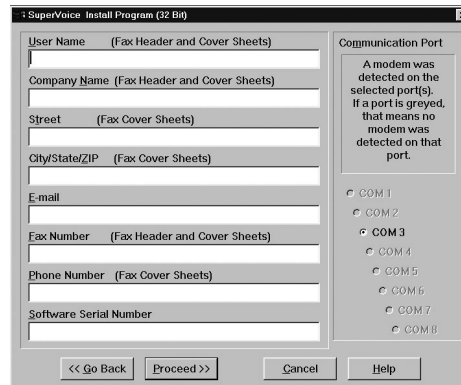 SuperVoice Install Program (32 Bit)
User Name (Fax Header and Cover Sheets)
Company Name (Fax Header and Cover Sheets)
Street (Fax Cover Sheets)
City/State/ZIP (Fax Cover Sheets)
E-mail
Fax Number (Fax Header and Cover Sheets)
Phone Number (Fax Cover Sheets)
Software Serial Number
Communication Port
A modem was
detected on the
selected port(s).
If a port is greyed,
that means no
modem was
detected on that
port.
COM 1
COM 2
COM 3
COM 4
COM 5
COM 6
COM 7
COM 8
<< Go Back Proceed >> Cancel Help